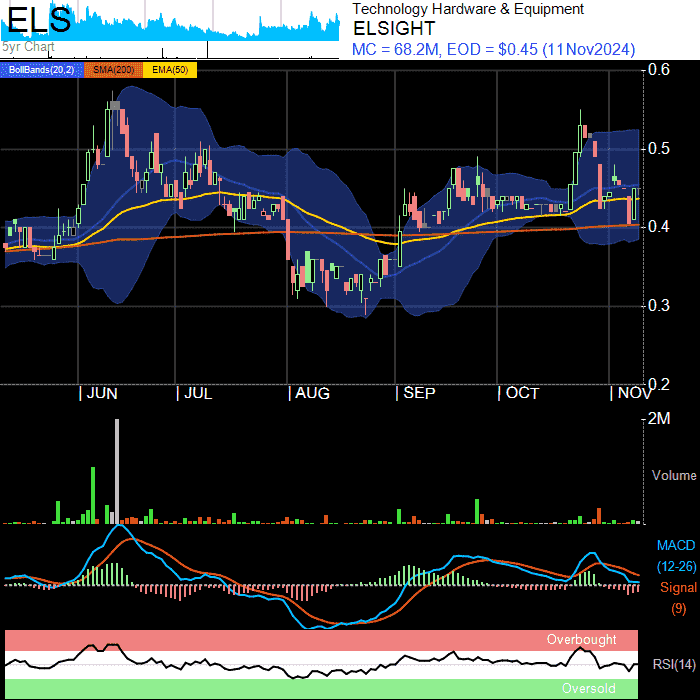 ELS
5yr Chart
Technology Hardware & Equipment
ELSIGHT
MC = 68.2M, EOD = $0.45 (11Nov2024)
BollBands(20,2) SMA(200) EMA(50)
0.6
0.5
0.4
0.3
0.2
| JUN | JUL | AUG | SEP | OCT | NOV
2M
Volume
MACD
(12-26)
Signal
(9)
Overbought
RSI(14)
Oversold